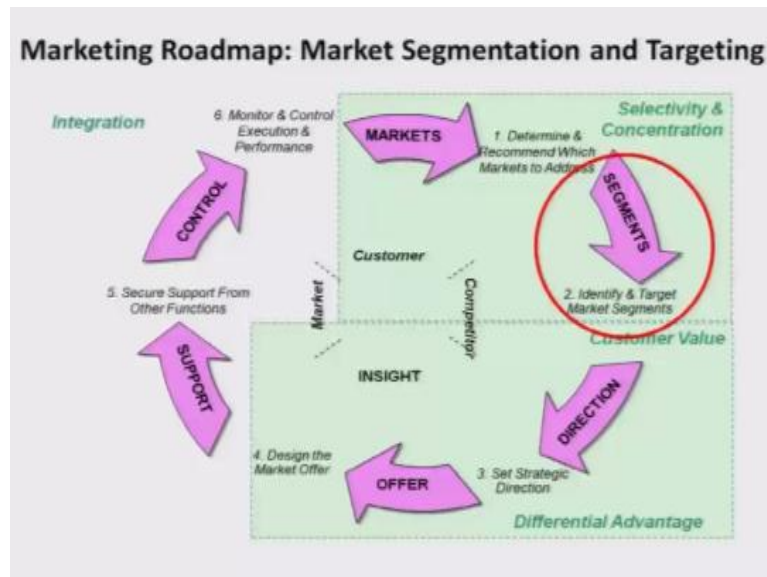 Marketing Roadmap: Market Segmentation and Targeting
Integration
6. Monitor & Control
Execution &
Performance
MARKETS
1. Determine &
Recommend Which
Markets to Address
Selectivity &
Concentration
SEGMENTS
CONTROL
Customer
2. Identify & Target
Market Segments
5. Secure Support From
Other Functions
Market
Competitor
Customer Value
SUPPORT
INSIGHT
DIRECTION
4. Design the
Market Offer
OFFER
3. Set Strategic
Direction
Differential Advantage